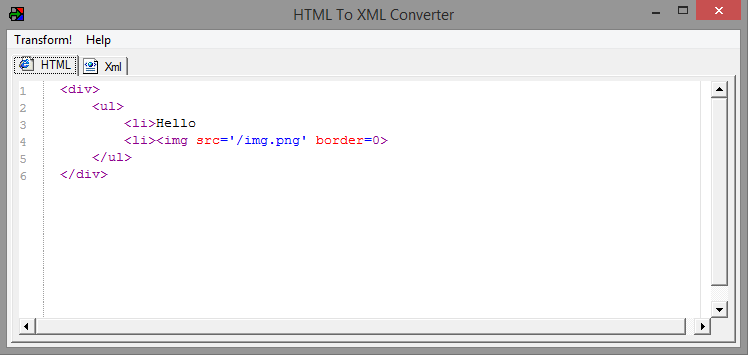 HTML To XML Converter
Transform! Help
HTML Xml
1 <div>
2 <ul>
3 <li>Hello
4 <li><img src='/img.png' border=0>
5 </ul>
6 </div>